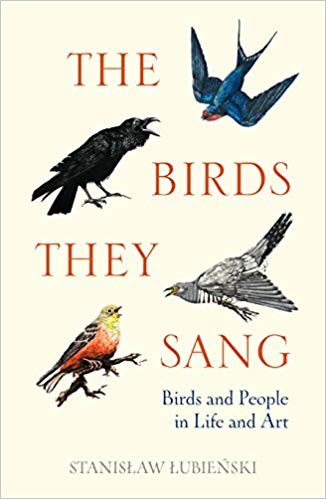 THE
BIRDS
THEY
SANG
Birds and People
in Life and Art
STANISŁAW ŁUBIEŃSKI